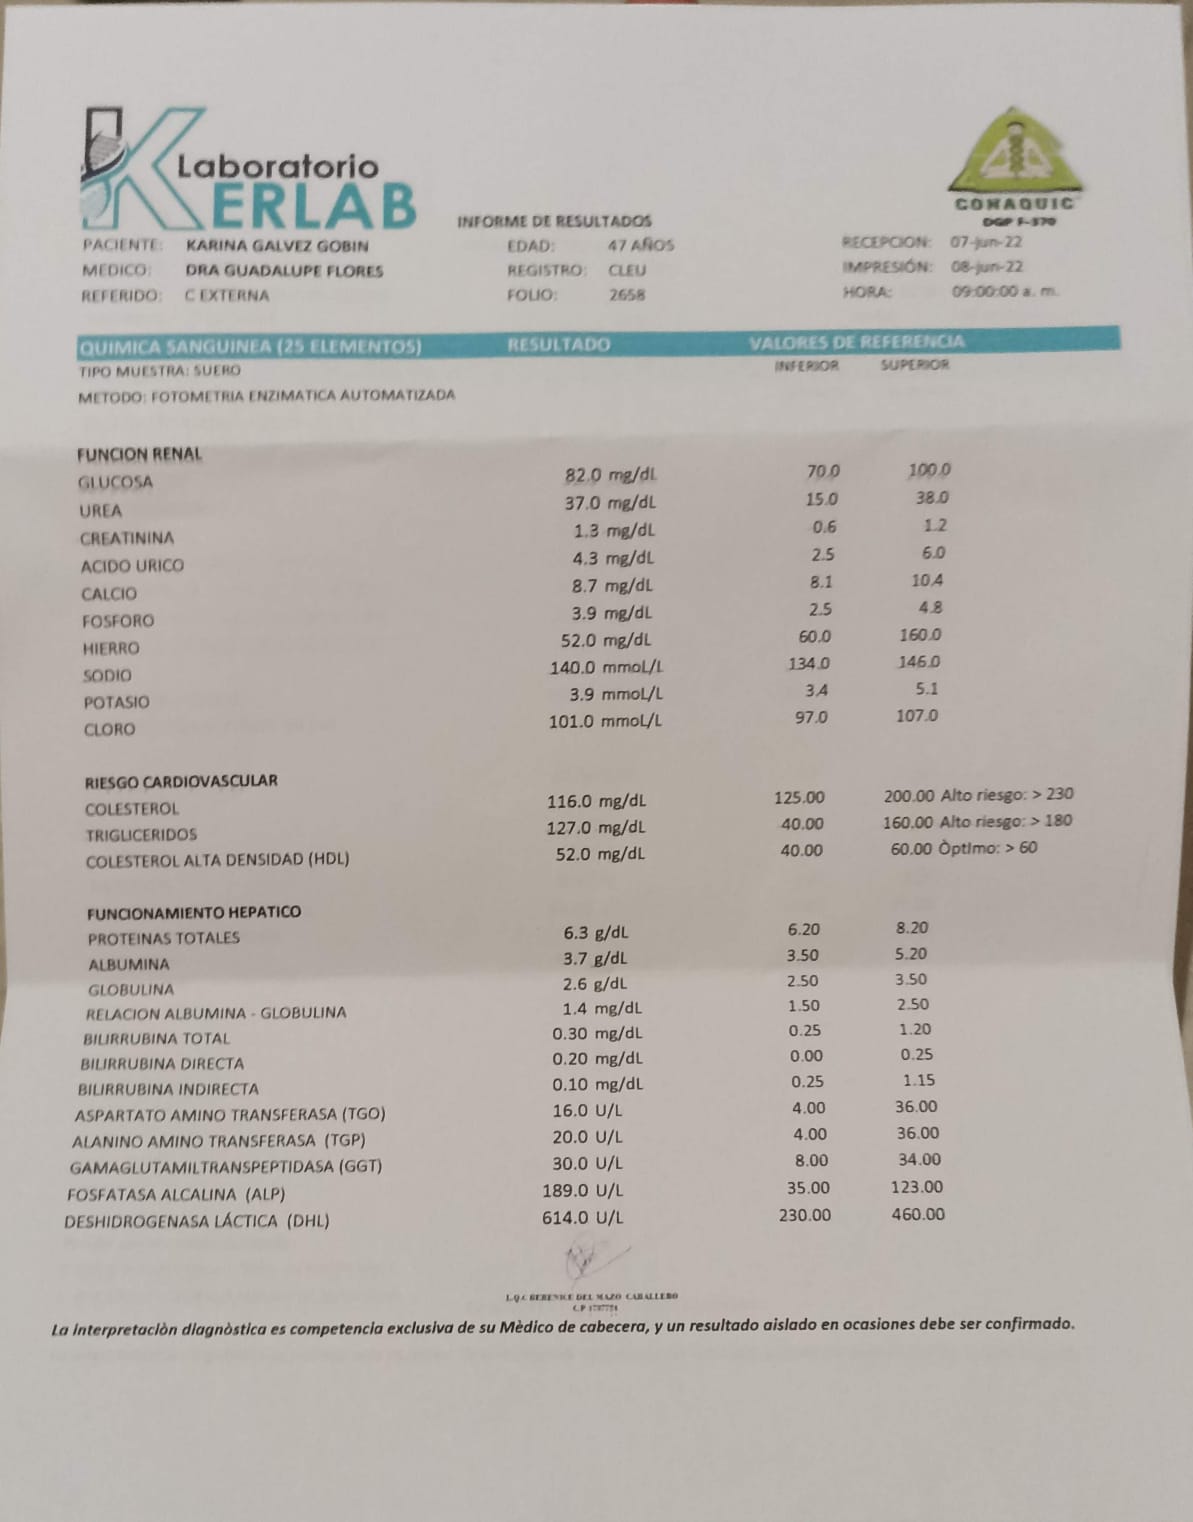 Laboratorio
KERLAB
CONAQUIC
DGP F-370
INFORME DE RESULTADOS
PACIENTE: KARINA GALVEZ GOBIN EDAD: 47 AÑOS RECEPCION: 07-jun-22
MEDICO: DRA GUADALUPE FLORES REGISTRO: CLEU IMPRESIÓN: 08-jun-22
REFERIDO: C EXTERNA FOLIO: 2658 HORA: 09:00:00 a. m.
QUIMICA SANGUINEA (25 ELEMENTOS) RESULTADO VALORES DE REFERENCIA
TIPO MUESTRA: SUERO INFERIOR SUPERIOR
METODO: FOTOMETRIA ENZIMATICA AUTOMATIZADA
FUNCION RENAL
GLUCOSA 82.0 mg/dL 70.0 100.0
UREA 37.0 mg/dL 15.0 38.0
CREATININA 1.3 mg/dL 0.6 1.2
ACIDO URICO 4.3 mg/dL 2.5 6.0
CALCIO 8.7 mg/dL 8.1 10.4
FOSFORO 3.9 mg/dL 2.5 4.8
HIERRO 52.0 mg/dL 60.0 160.0
SODIO 140.0 mmoL/L 134.0 146.0
POTASIO 3.9 mmoL/L 3.4 5.1
CLORO 101.0 mmoL/L 97.0 107.0
RIESGO CARDIOVASCULAR
COLESTEROL 116.0 mg/dL 125.00 200.00 Alto riesgo: > 230
TRIGLICERIDOS 127.0 mg/dL 40.00 160.00 Alto riesgo: > 180
COLESTEROL ALTA DENSIDAD (HDL) 52.0 mg/dL 40.00 60.00 Òptimo: > 60
FUNCIONAMIENTO HEPATICO
PROTEINAS TOTALES 6.3 g/dL 6.20 8.20
ALBUMINA 3.7 g/dL 3.50 5.20
GLOBULINA 2.6 g/dL 2.50 3.50
RELACION ALBUMINA - GLOBULINA 1.4 mg/dL 1.50 2.50
BILIRRUBINA TOTAL 0.30 mg/dL 0.25 1.20
BILIRRUBINA DIRECTA 0.20 mg/dL 0.00 0.25
BILIRRUBINA INDIRECTA 0.10 mg/dL 0.25 1.15
ASPARTATO AMINO TRANSFERASA (TGO) 16.0 U/L 4.00 36.00
ALANINO AMINO TRANSFERASA (TGP) 20.0 U/L 4.00 36.00
GAMAGLUTAMILTRANSPEPTIDASA (GGT) 30.0 U/L 8.00 34.00
FOSFATASA ALCALINA (ALP) 189.0 U/L 35.00 123.00
DESHIDROGENASA LÁCTICA (DHL) 614.0 U/L 230.00 460.00
L.Q.C BERENICE DEL MAZO CABALLERO
C.P
La interpretaciòn diagnòstica es competencia exclusiva de su Mèdico de cabecera, y un resultado aislado en ocasiones debe ser confirmado.